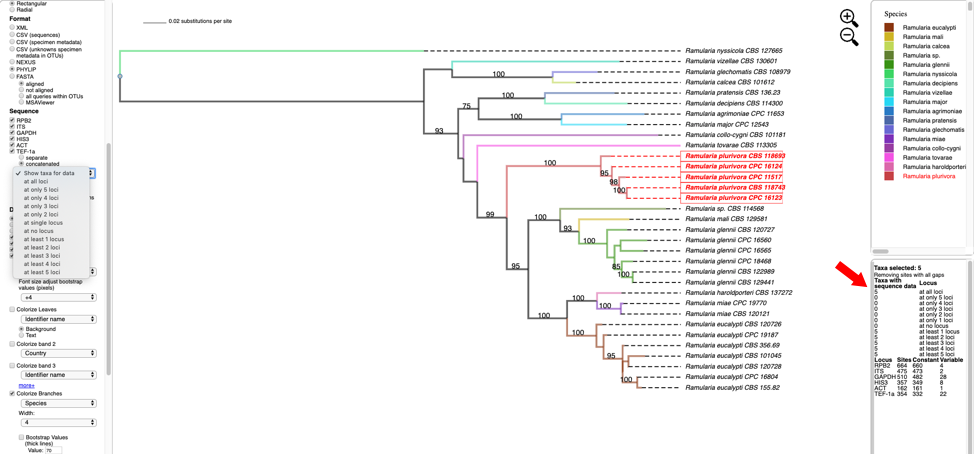 Rectangular
Radial
Format
XML
CSV (sequences)
CSV (specimen metadata)
CSV (unknowns specimen
metadata in OTUs)
NEXUS
PHYLIP
FASTA
aligned
not aligned
all queries within OTUs
MSAViewer
Sequence
RPB2
ITS
GAPDH
HIS3
ACT
TEF-1a
separate
concatenated
✓ Show taxa for data
at all loci
at only 5 loci
at only 4 loci
at only 3 loci
at only 2 loci
at single locus
at no locus
at least 1 locus
at least 2 loci
at least 3 loci
at least 4 loci
at least 5 loci
Font size adjust bootstrap
values (pixels)
+4
Colorize Leaves
Identifier name
Background
Text
Colorize band 2
Country
Colorize band 3
Identifier name
more+
Colorize Branches
Species
Width:
4
Bootstrap Values
(thick lines)
Value: 70
0.02 substitutions per site
Ramularia nyssicola CBS 127665
Ramularia vizellae CBS 130601
100 Ramularia glechomatis CBS 108979
Ramularia calcea CBS 101612
100 Ramularia pratensis CBS 136.23
75 Ramularia decipiens CBS 114300
100 Ramularia agrimoniae CPC 11653
Ramularia major CPC 12543
93 Ramularia collo-cygni CBS 101181
Ramularia tovarae CBS 113305
Ramularia plurivora CBS 118693
100 Ramularia plurivora CPC 16124
95 Ramularia plurivora CPC 11517
98 Ramularia plurivora CBS 118743
100 Ramularia plurivora CPC 16123
99 100 Ramularia sp. CBS 114568
Ramularia mali CBS 129581
93 Ramularia glennii CBS 120727
100 Ramularia glennii CPC 16560
Ramularia glennii CPC 16565
95 85 Ramularia glennii CPC 18468
100 Ramularia glennii CBS 122989
Ramularia glennii CBS 129441
Ramularia haroldporteri CBS 137272
100 100 Ramularia miae CPC 19770
100 Ramularia miae CBS 120121
Ramularia eucalypti CBS 120726
100 Ramularia eucalypti CPC 19187
Ramularia eucalypti CBS 356.69
95 Ramularia eucalypti CBS 101045
Ramularia eucalypti CBS 120728
100 Ramularia eucalypti CPC 16804
Ramularia eucalypti CBS 155.82
Species
Ramularia eucalypti
Ramularia mali
Ramularia calcea
Ramularia sp.
Ramularia glennii
Ramularia nyssicola
Ramularia decipiens
Ramularia vizellae
Ramularia major
Ramularia agrimoniae
Ramularia pratensis
Ramularia glechomatis
Ramularia miae
Ramularia collo-cygni
Ramularia tovarae
Ramularia haroldporteri
Ramularia plurivora
Taxa selected: 5
Removing sites with all gaps
Taxa with
sequence data Locus
5 at all loci
0 at only 5 loci
0 at only 4 loci
0 at only 3 loci
0 at only 2 loci
0 at only 1 loci
0 at no locus
5 at least 1 locus
5 at least 2 loci
5 at least 3 loci
5 at least 4 loci
5 at least 5 loci
Locus Sites Constant Variable
RPB2 664 660 4
ITS 475 473 2
GAPDH 510 482 28
HIS3 357 349 8
ACT 162 161 1
TEF-1a 354 332 22